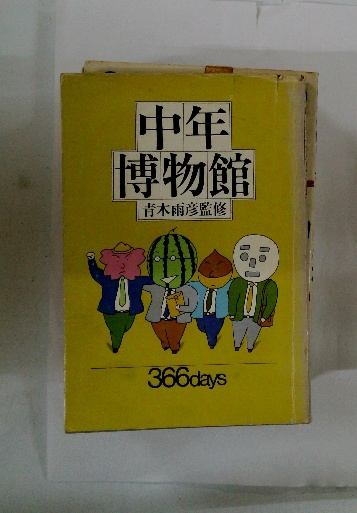 中年
博物館
青木雨彦監修
366days